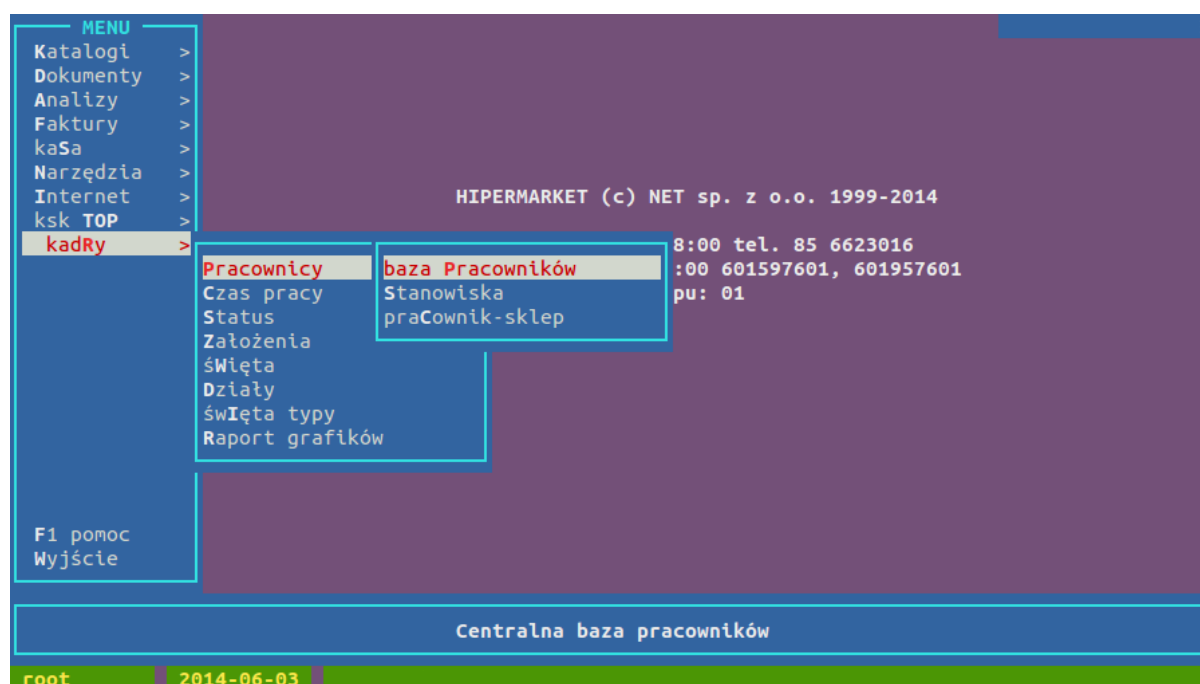 MENU
Katalogi >
Dokumenty >
Analizy >
Faktury >
kaSa >
Narzędzia >
Internet >
ksk TOP >
kadRy >
F1 pomoc
Wyjście
HIPERMARKET (c) NET sp. z o.o. 1999-2014
8:00 tel. 85 6623016
:00 601597601, 601957601
pu: 01
Pracownicy
Czas pracy
Status
Założenia
śWięta
Działy
śwIęta typy
Raport grafików
baza Pracowników
Stanowiska
praCownik-sklep
Centralna baza pracowników
root 2014-06-03